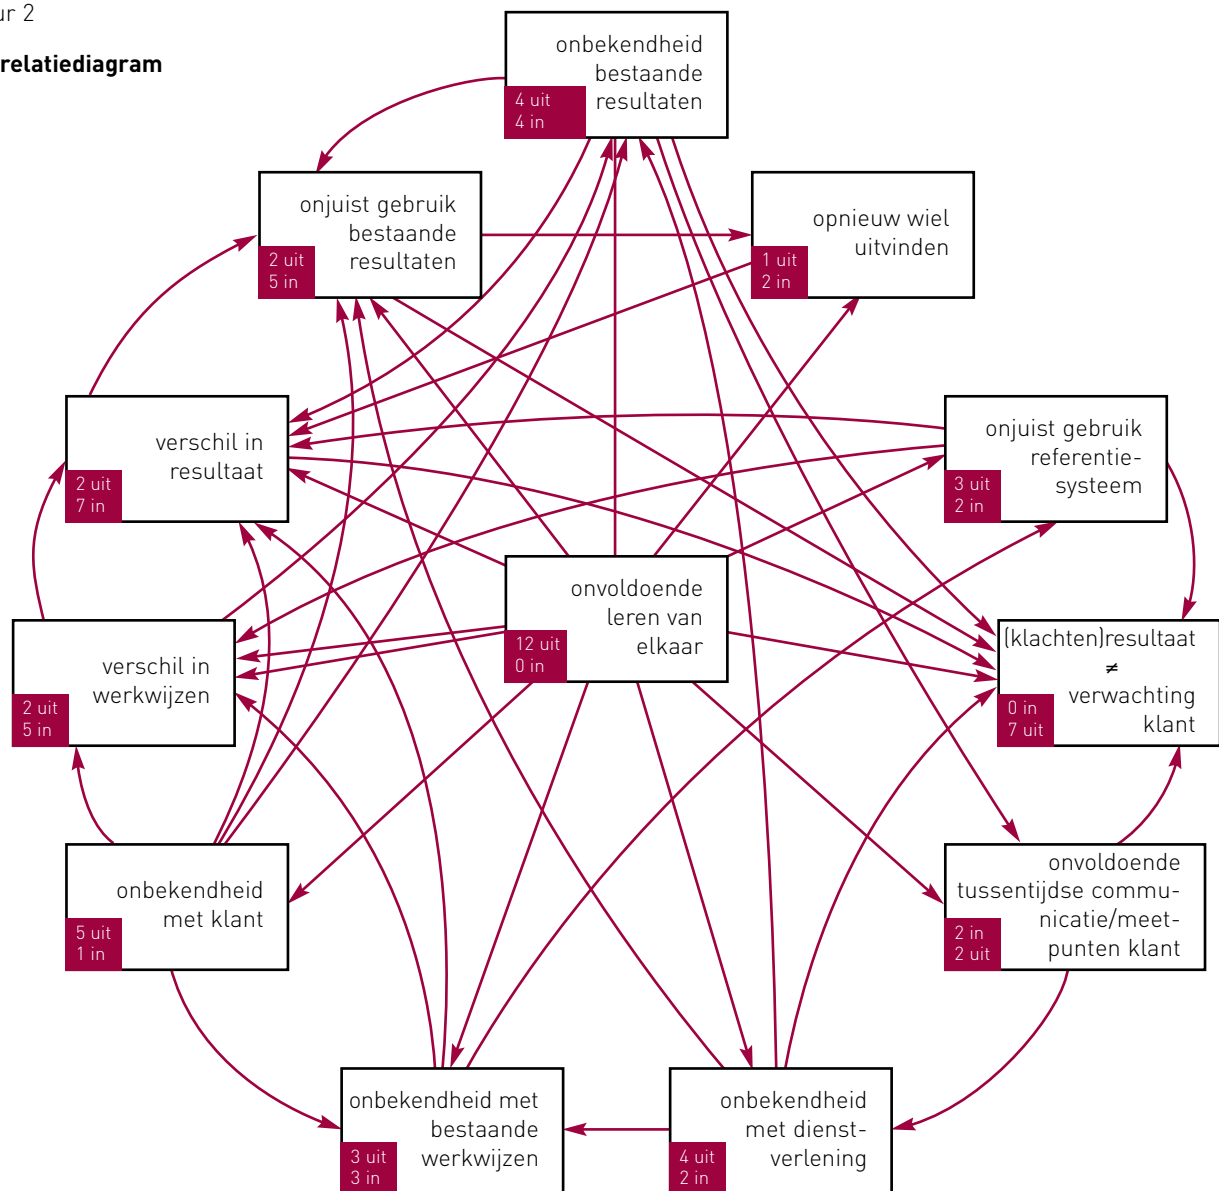 ur 2
relatiediagram
onbekendheid
bestaande
resultaten
4 uit
4 in
onjuist gebruik
bestaande
resultaten
2 uit
5 in
opnieuw wiel
uitvinden
1 uit
2 in
verschil in
resultaat
2 uit
7 in
onjuist gebruik
referentie-
systeem
3 uit
2 in
onvoldoende
leren van
elkaar
12 uit
0 in
verschil in
werkwijzen
2 uit
5 in
(klachten)resultaat
≠
verwachting
klant
0 in
7 uit
onbekendheid
met klant
5 uit
1 in
onvoldoende
tussentijdse commu-
nicatie/meet-
punten klant
2 in
2 uit
onbekendheid met
bestaande
werkwijzen
3 uit
3 in
onbekendheid
met dienst-
verlening
4 uit
2 in